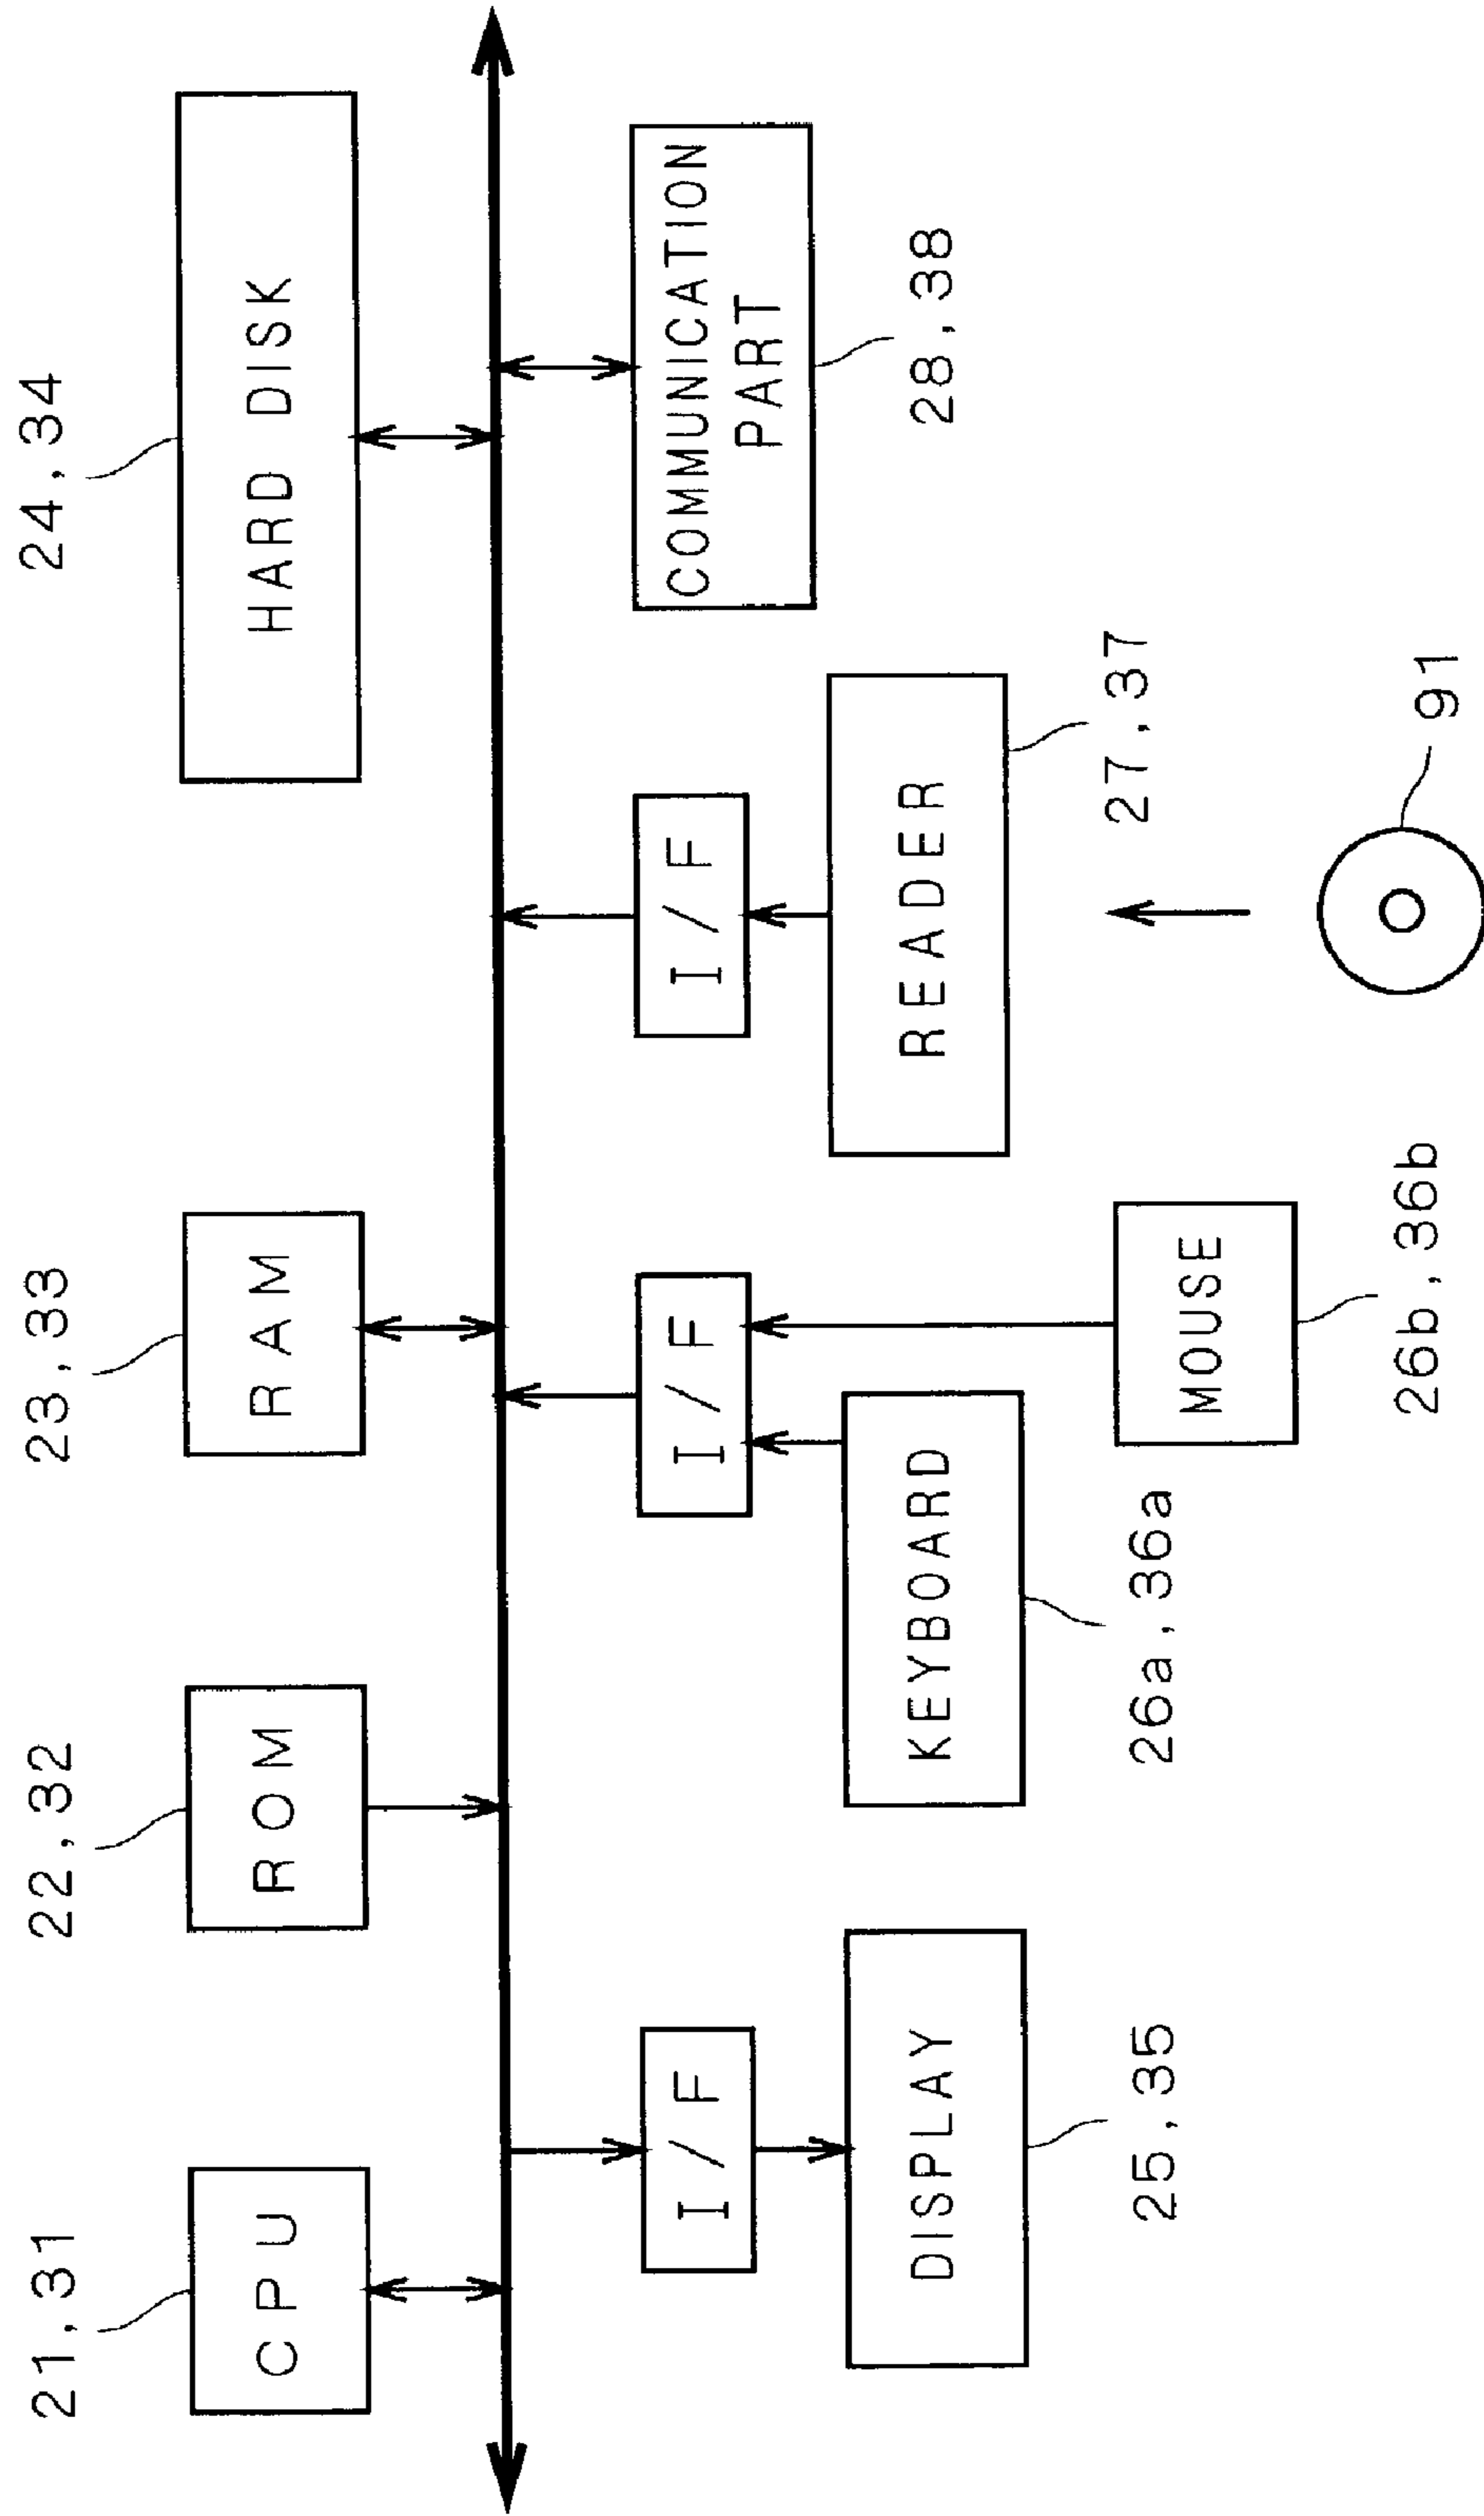 21,31
22,32
23,33
24,34
CPU
ROM
RAM
HARD DISK
I/F
I/F
I/F
COMMUNICATION
PART
28,38
DISPLAY
KEYBOARD
READER
25,35
26a,36a
27,37
MOUSE
26b,36b
91